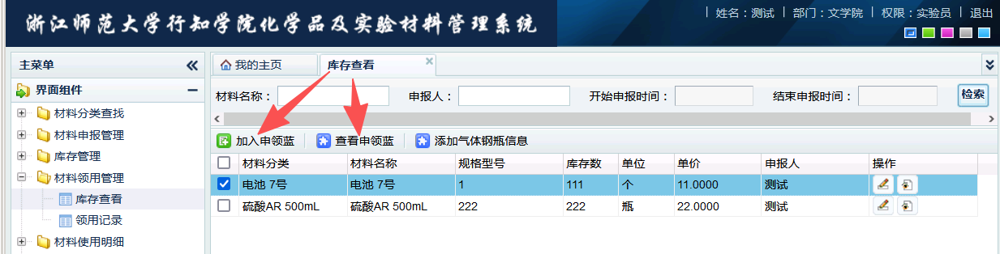 浙江师范大学行知学院化学品及实验材料管理系统
姓名：测试 | 部门：文学院 | 权限：实验员 | 退出
主菜单
界面组件
材料分类查找
材料申报管理
库存管理
材料领用管理
库存查看
领用记录
材料使用明细
我的主页 库存查看
材料名称： 申报人： 开始申报时间： 结束申报时间： 检索
加入申领蓝 查看申领蓝 添加气体钢瓶信息
材料分类 材料名称 规格型号 库存数 单位 单价 申报人 操作
电池 7号 电池 7号 1 111 个 11.0000 测试
硫酸AR 500mL 硫酸AR 500mL 222 222 瓶 22.0000 测试